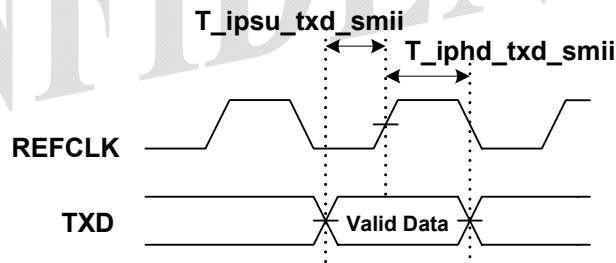 T_ipsu_txd_smii
T_iphd_txd_smii
REFCLK
TXD
Valid Data